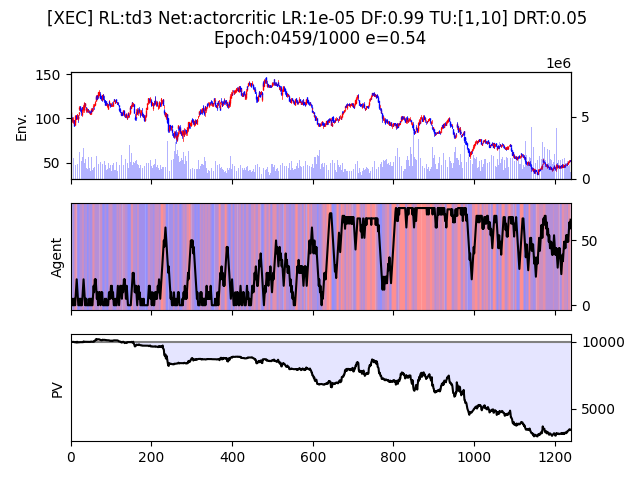 [XEC] RL:td3 Net:actorcritic LR:1e-05 DF:0.99 TU:[1,10] DRT:0.05
Epoch:0459/1000 e=0.54
1e6
150
100
50
Env.
5
0
Agent
50
0
PV
10000
5000
0 200 400 600 800 1000 1200